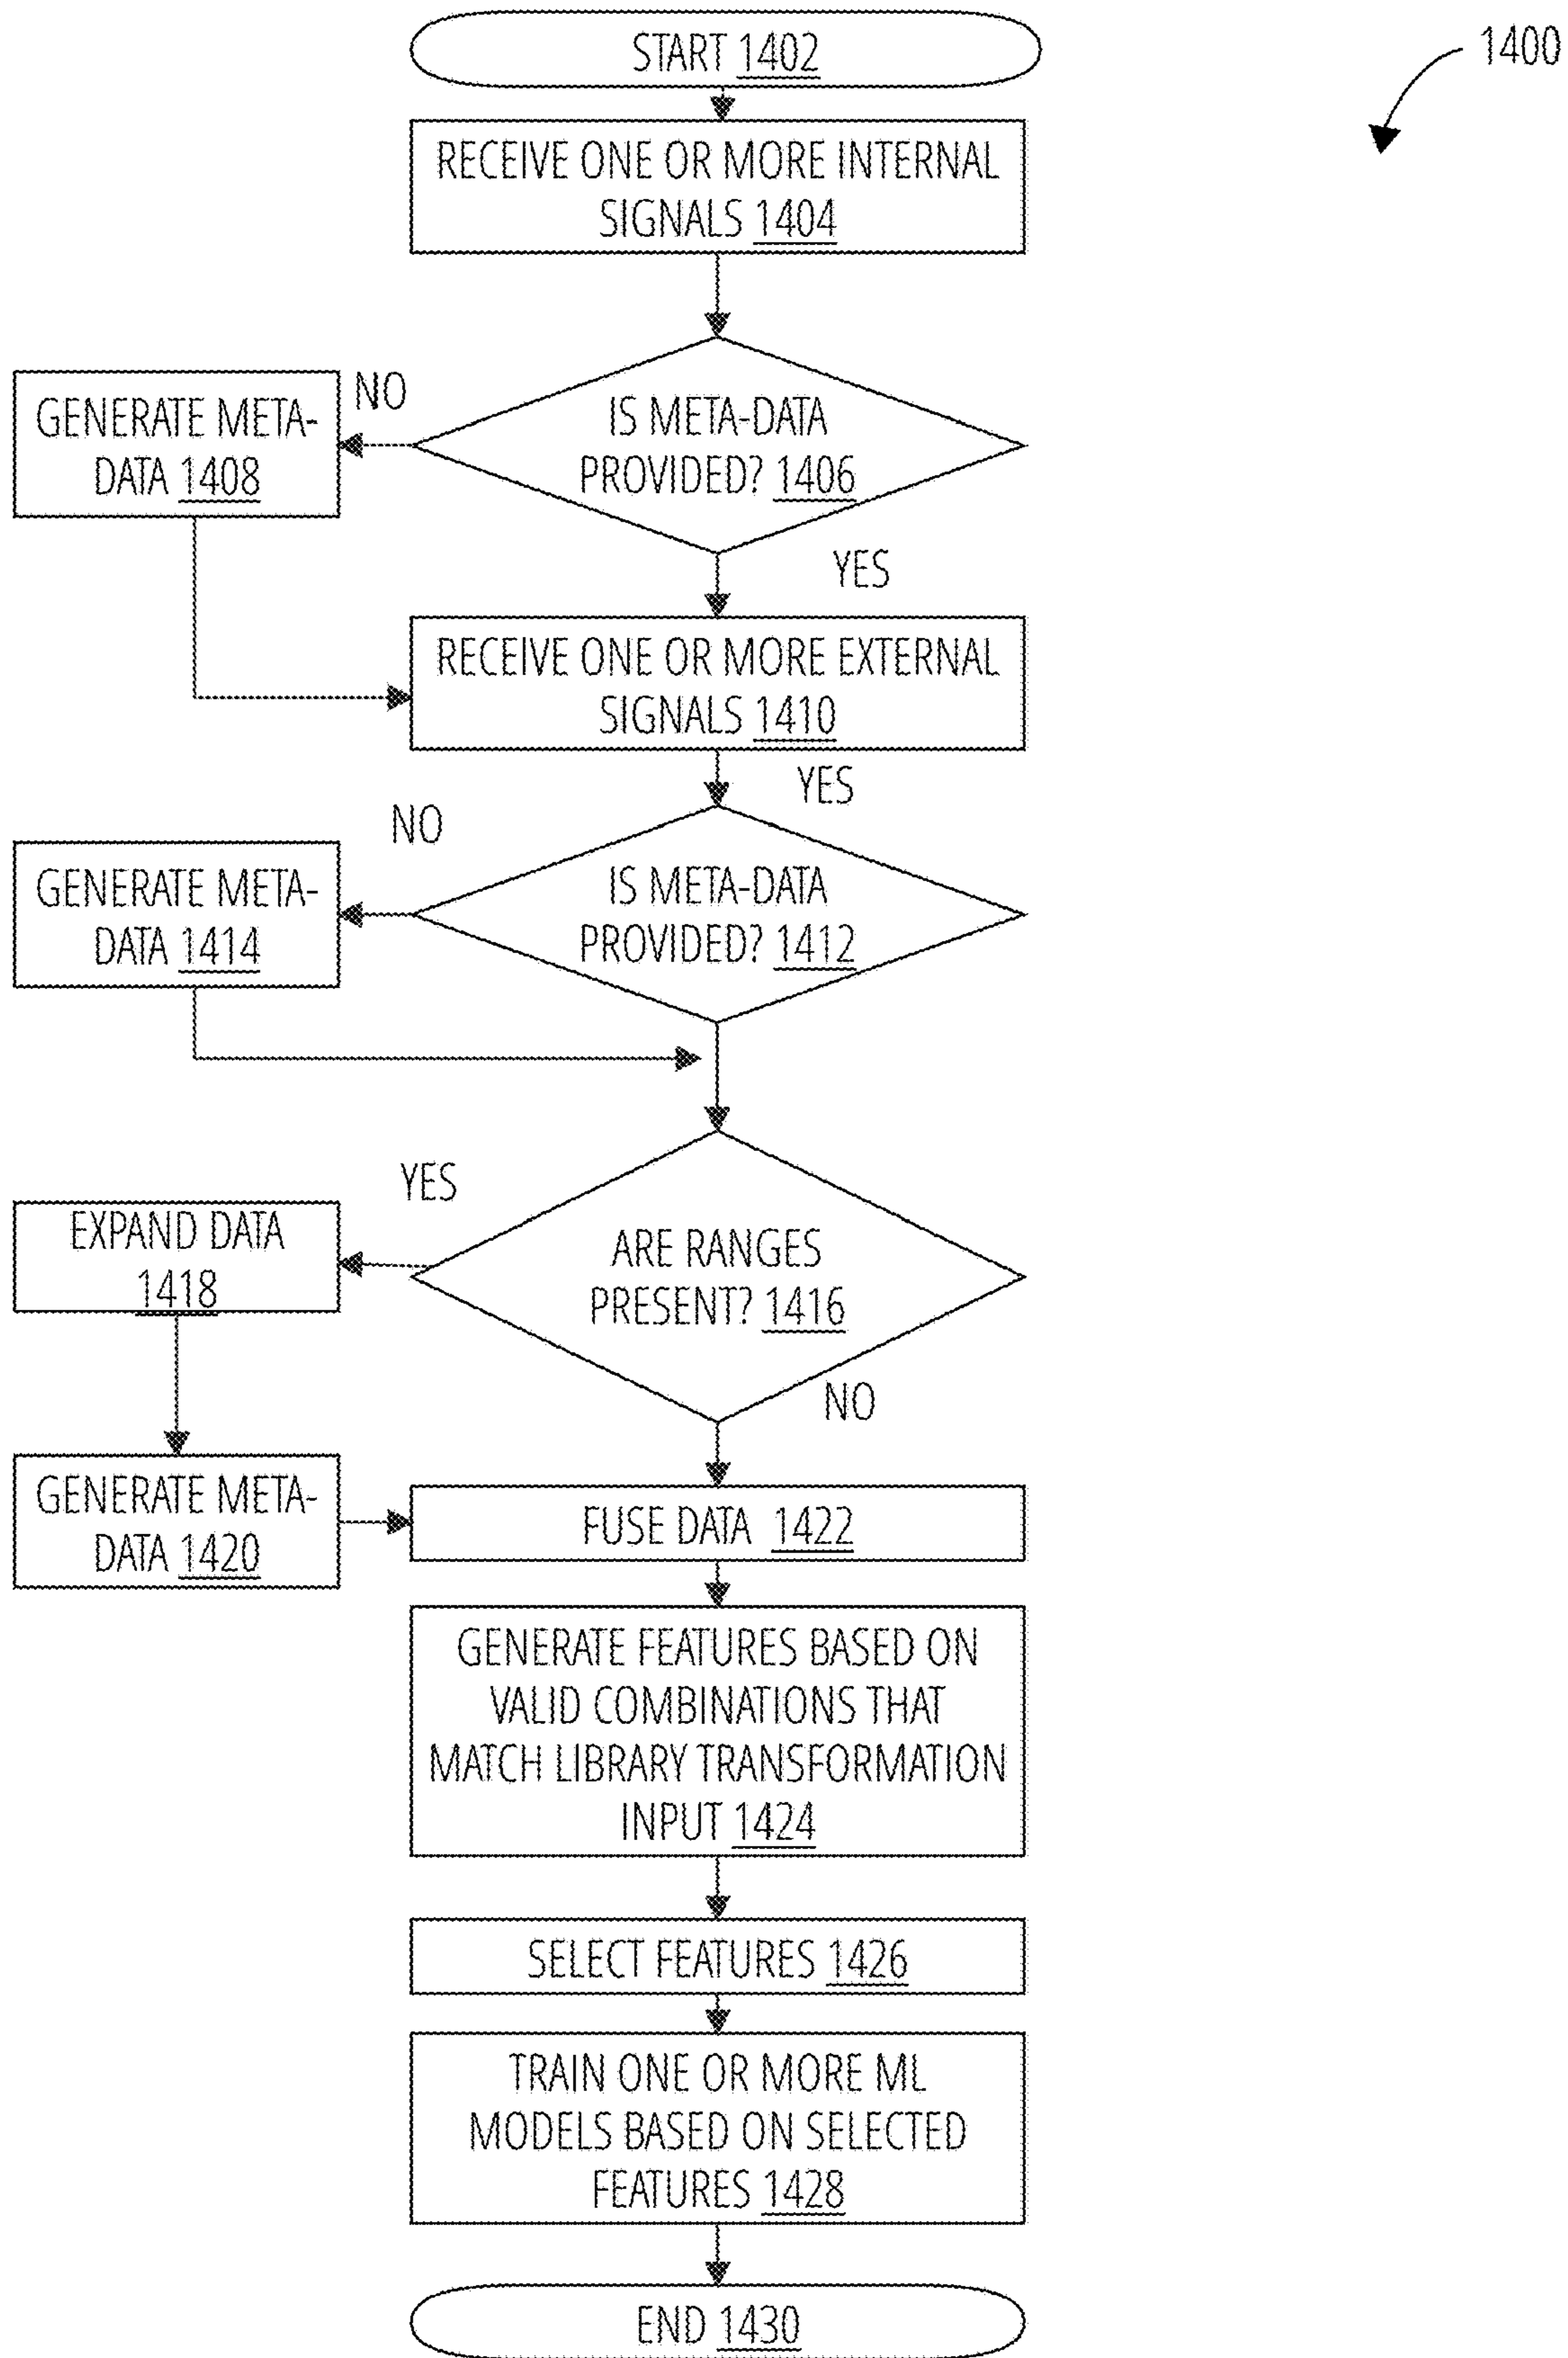 START 1402
1400
RECEIVE ONE OR MORE INTERNAL
SIGNALS 1404
NO
GENERATE META-
DATA 1408
IS META-DATA
PROVIDED? 1406
YES
RECEIVE ONE OR MORE EXTERNAL
SIGNALS 1410
YES
NO
GENERATE META-
DATA 1414
IS META-DATA
PROVIDED? 1412
YES
EXPAND DATA
1418
ARE RANGES
PRESENT? 1416
NO
GENERATE META-
DATA 1420
FUSE DATA 1422
GENERATE FEATURES BASED ON
VALID COMBINATIONS THAT
MATCH LIBRARY TRANSFORMATION
INPUT 1424
SELECT FEATURES 1426
TRAIN ONE OR MORE ML
MODELS BASED ON SELECTED
FEATURES 1428
END 1430